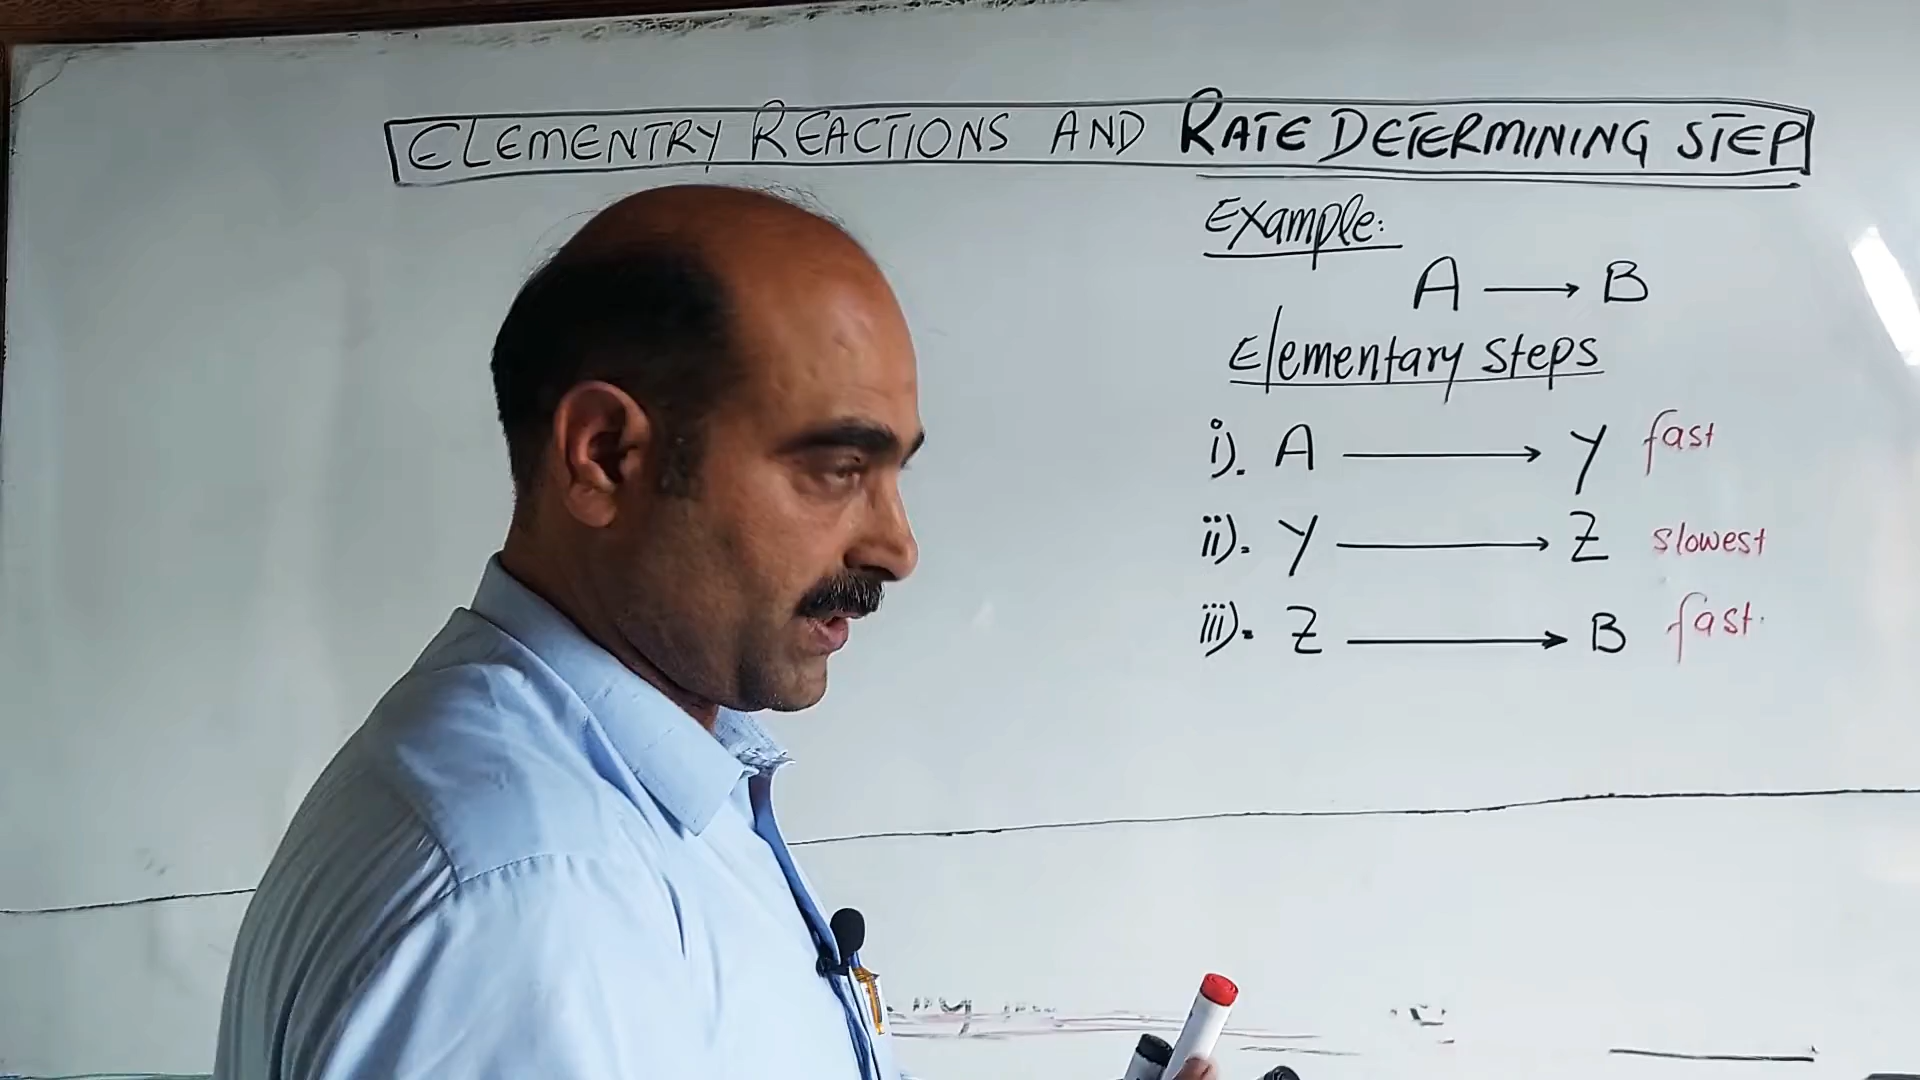 ELEMENTRY REACTIONS AND RATE DETERMINING STEP
Example:
A → B
Elementary steps
i). A → Y fast
ii). Y → Z slowest
iii). Z → B fast.